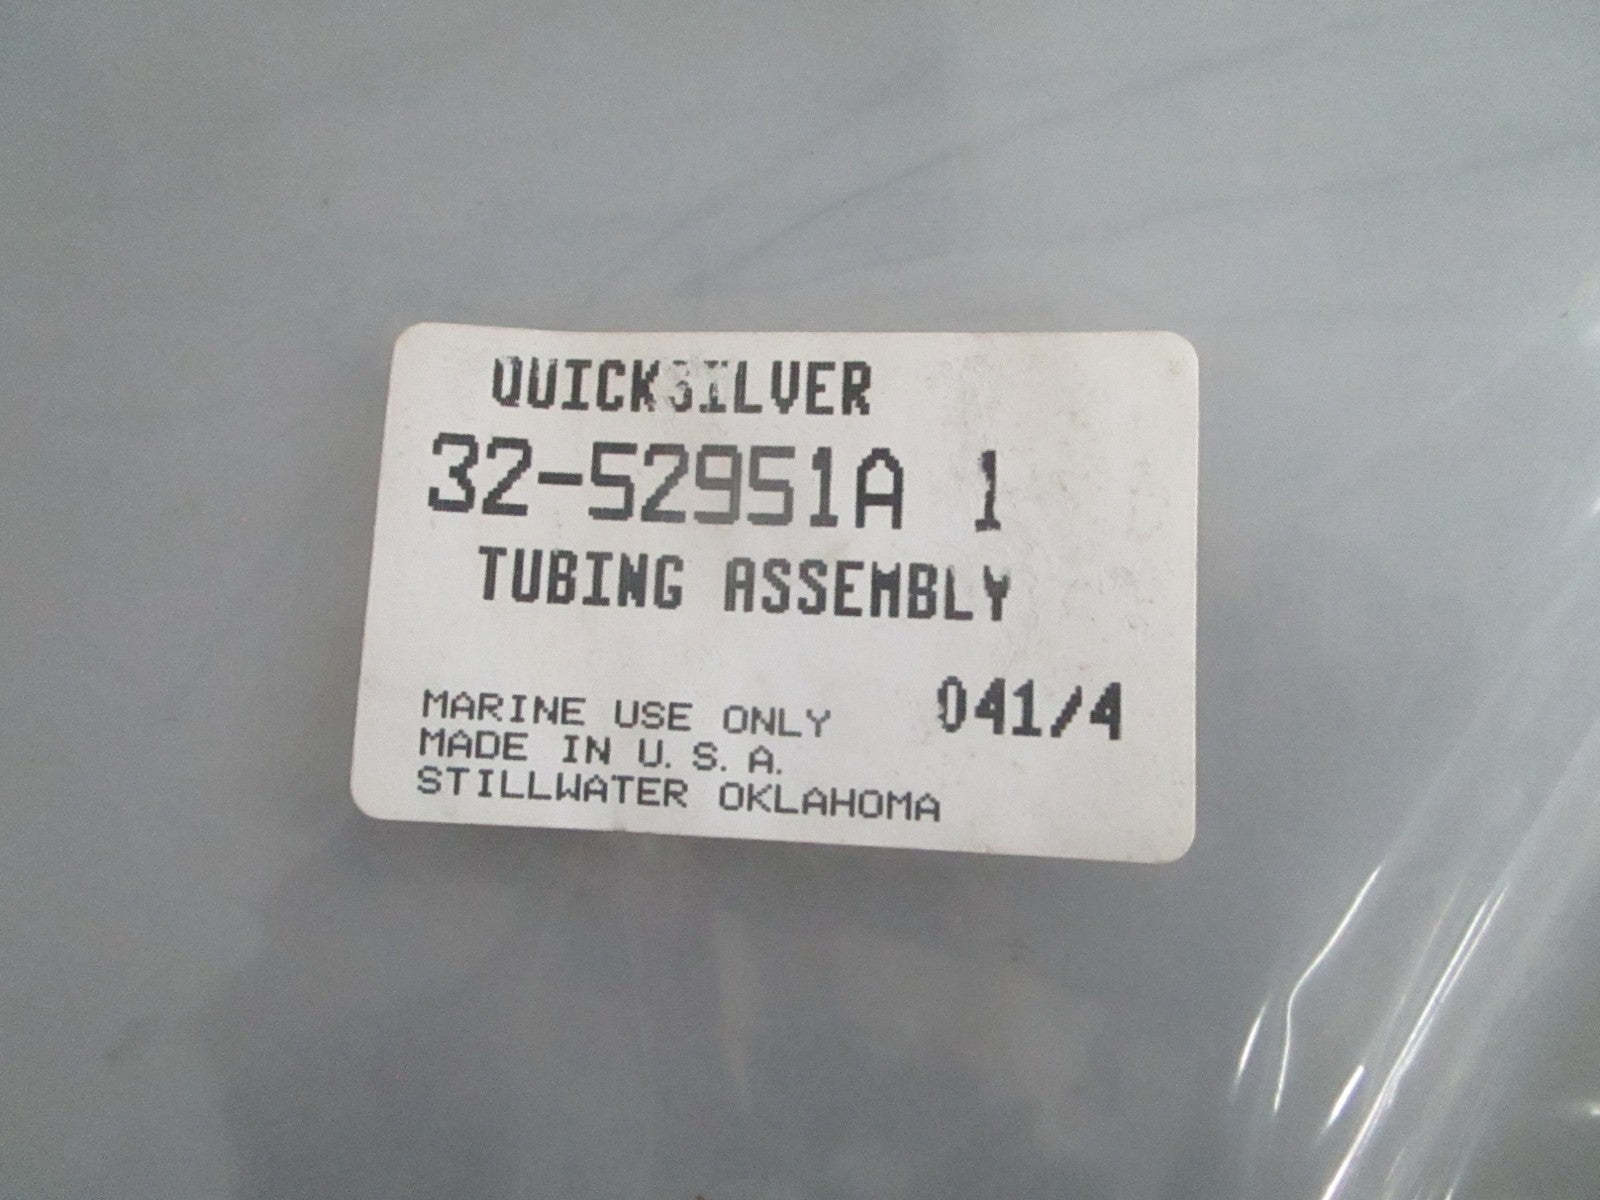 QUICKSILVER
32-52951A 1
TUBING ASSEMBLY
MARINE USE ONLY 041/4
MADE IN U.S.A.
STILLWATER OKLAHOMA